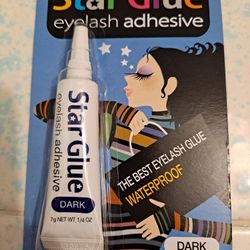 Star Glue
eyelash adhesive
Star Glue
eyelash adhesive
DARK
7g NET WT. 1/4 OZ
THE BEST EYELASH GLUE
WATERPROOF
DARK